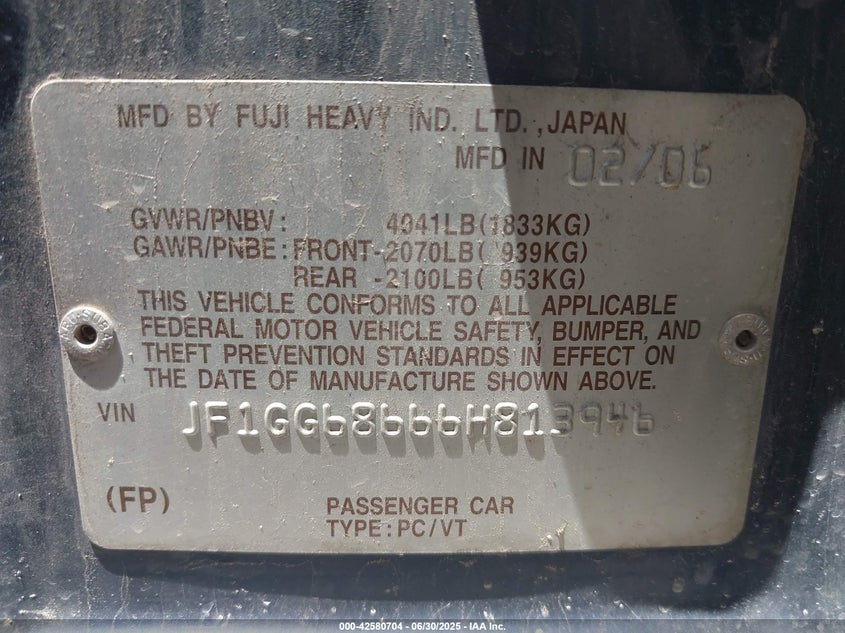 MFD BY FUJI HEAVY IND. LTD.,JAPAN
MFD IN 02/06
GVWR/PNBV: 4041LB(1833KG)
GAWR/PNBE: FRONT-2070LB( 939KG)
REAR -2100LB( 953KG)
THIS VEHICLE CONFORMS TO ALL APPLICABLE
FEDERAL MOTOR VEHICLE SAFETY, BUMPER, AND
THEFT PREVENTION STANDARDS IN EFFECT ON
THE DATE OF MANUFACTURE SHOWN ABOVE.
VIN JF1GG68666H813946
(FP) PASSENGER CAR
TYPE:PC/VT
000-42580704 - 06/30/2025 - IAA Inc.